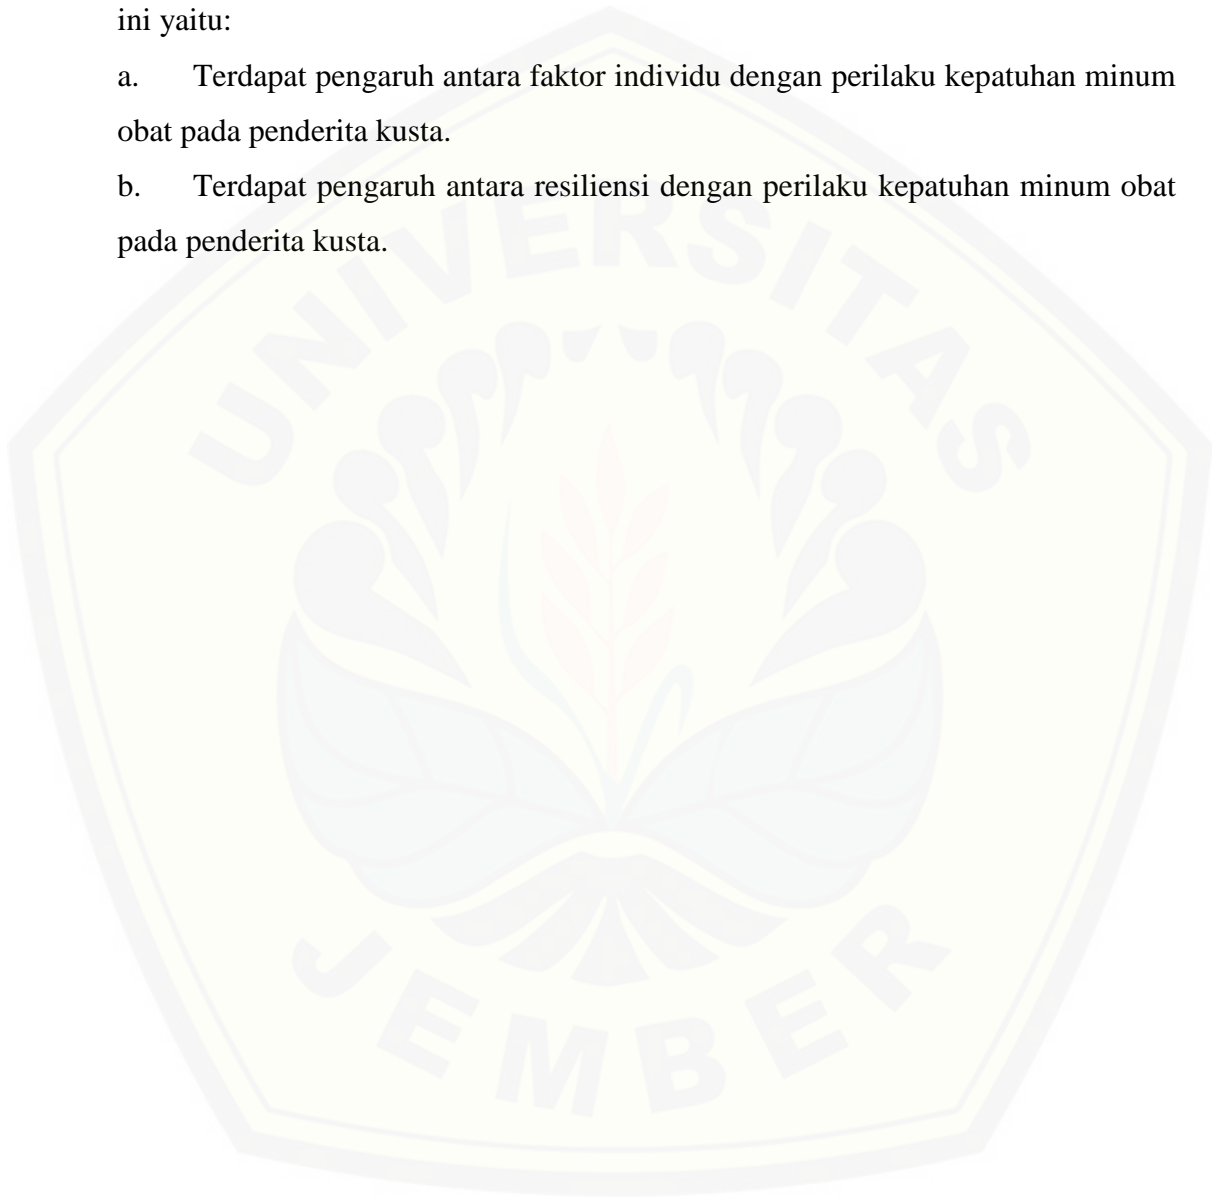 ini yaitu:
a. Terdapat pengaruh antara faktor individu dengan perilaku kepatuhan minum
obat pada penderita kusta.
b. Terdapat pengaruh antara resiliensi dengan perilaku kepatuhan minum obat
pada penderita kusta.
UNIVERSITAS
JEMBER